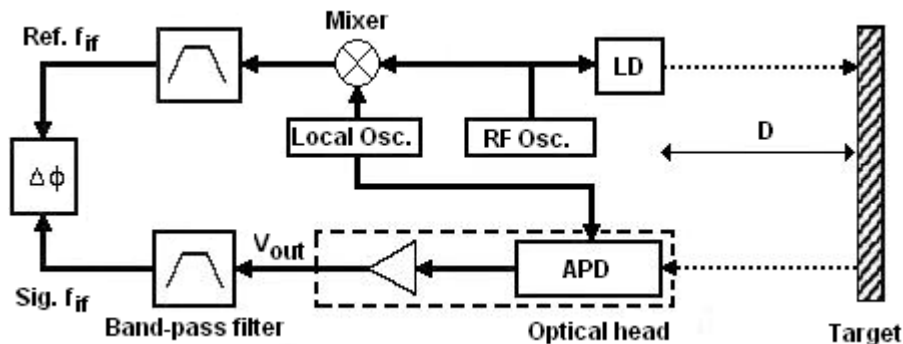 Mixer
Ref. f_if
LD
Local Osc.
RF Osc.
D
Δϕ
V_out
APD
Sig. f_if
Band-pass filter
Optical head
Target